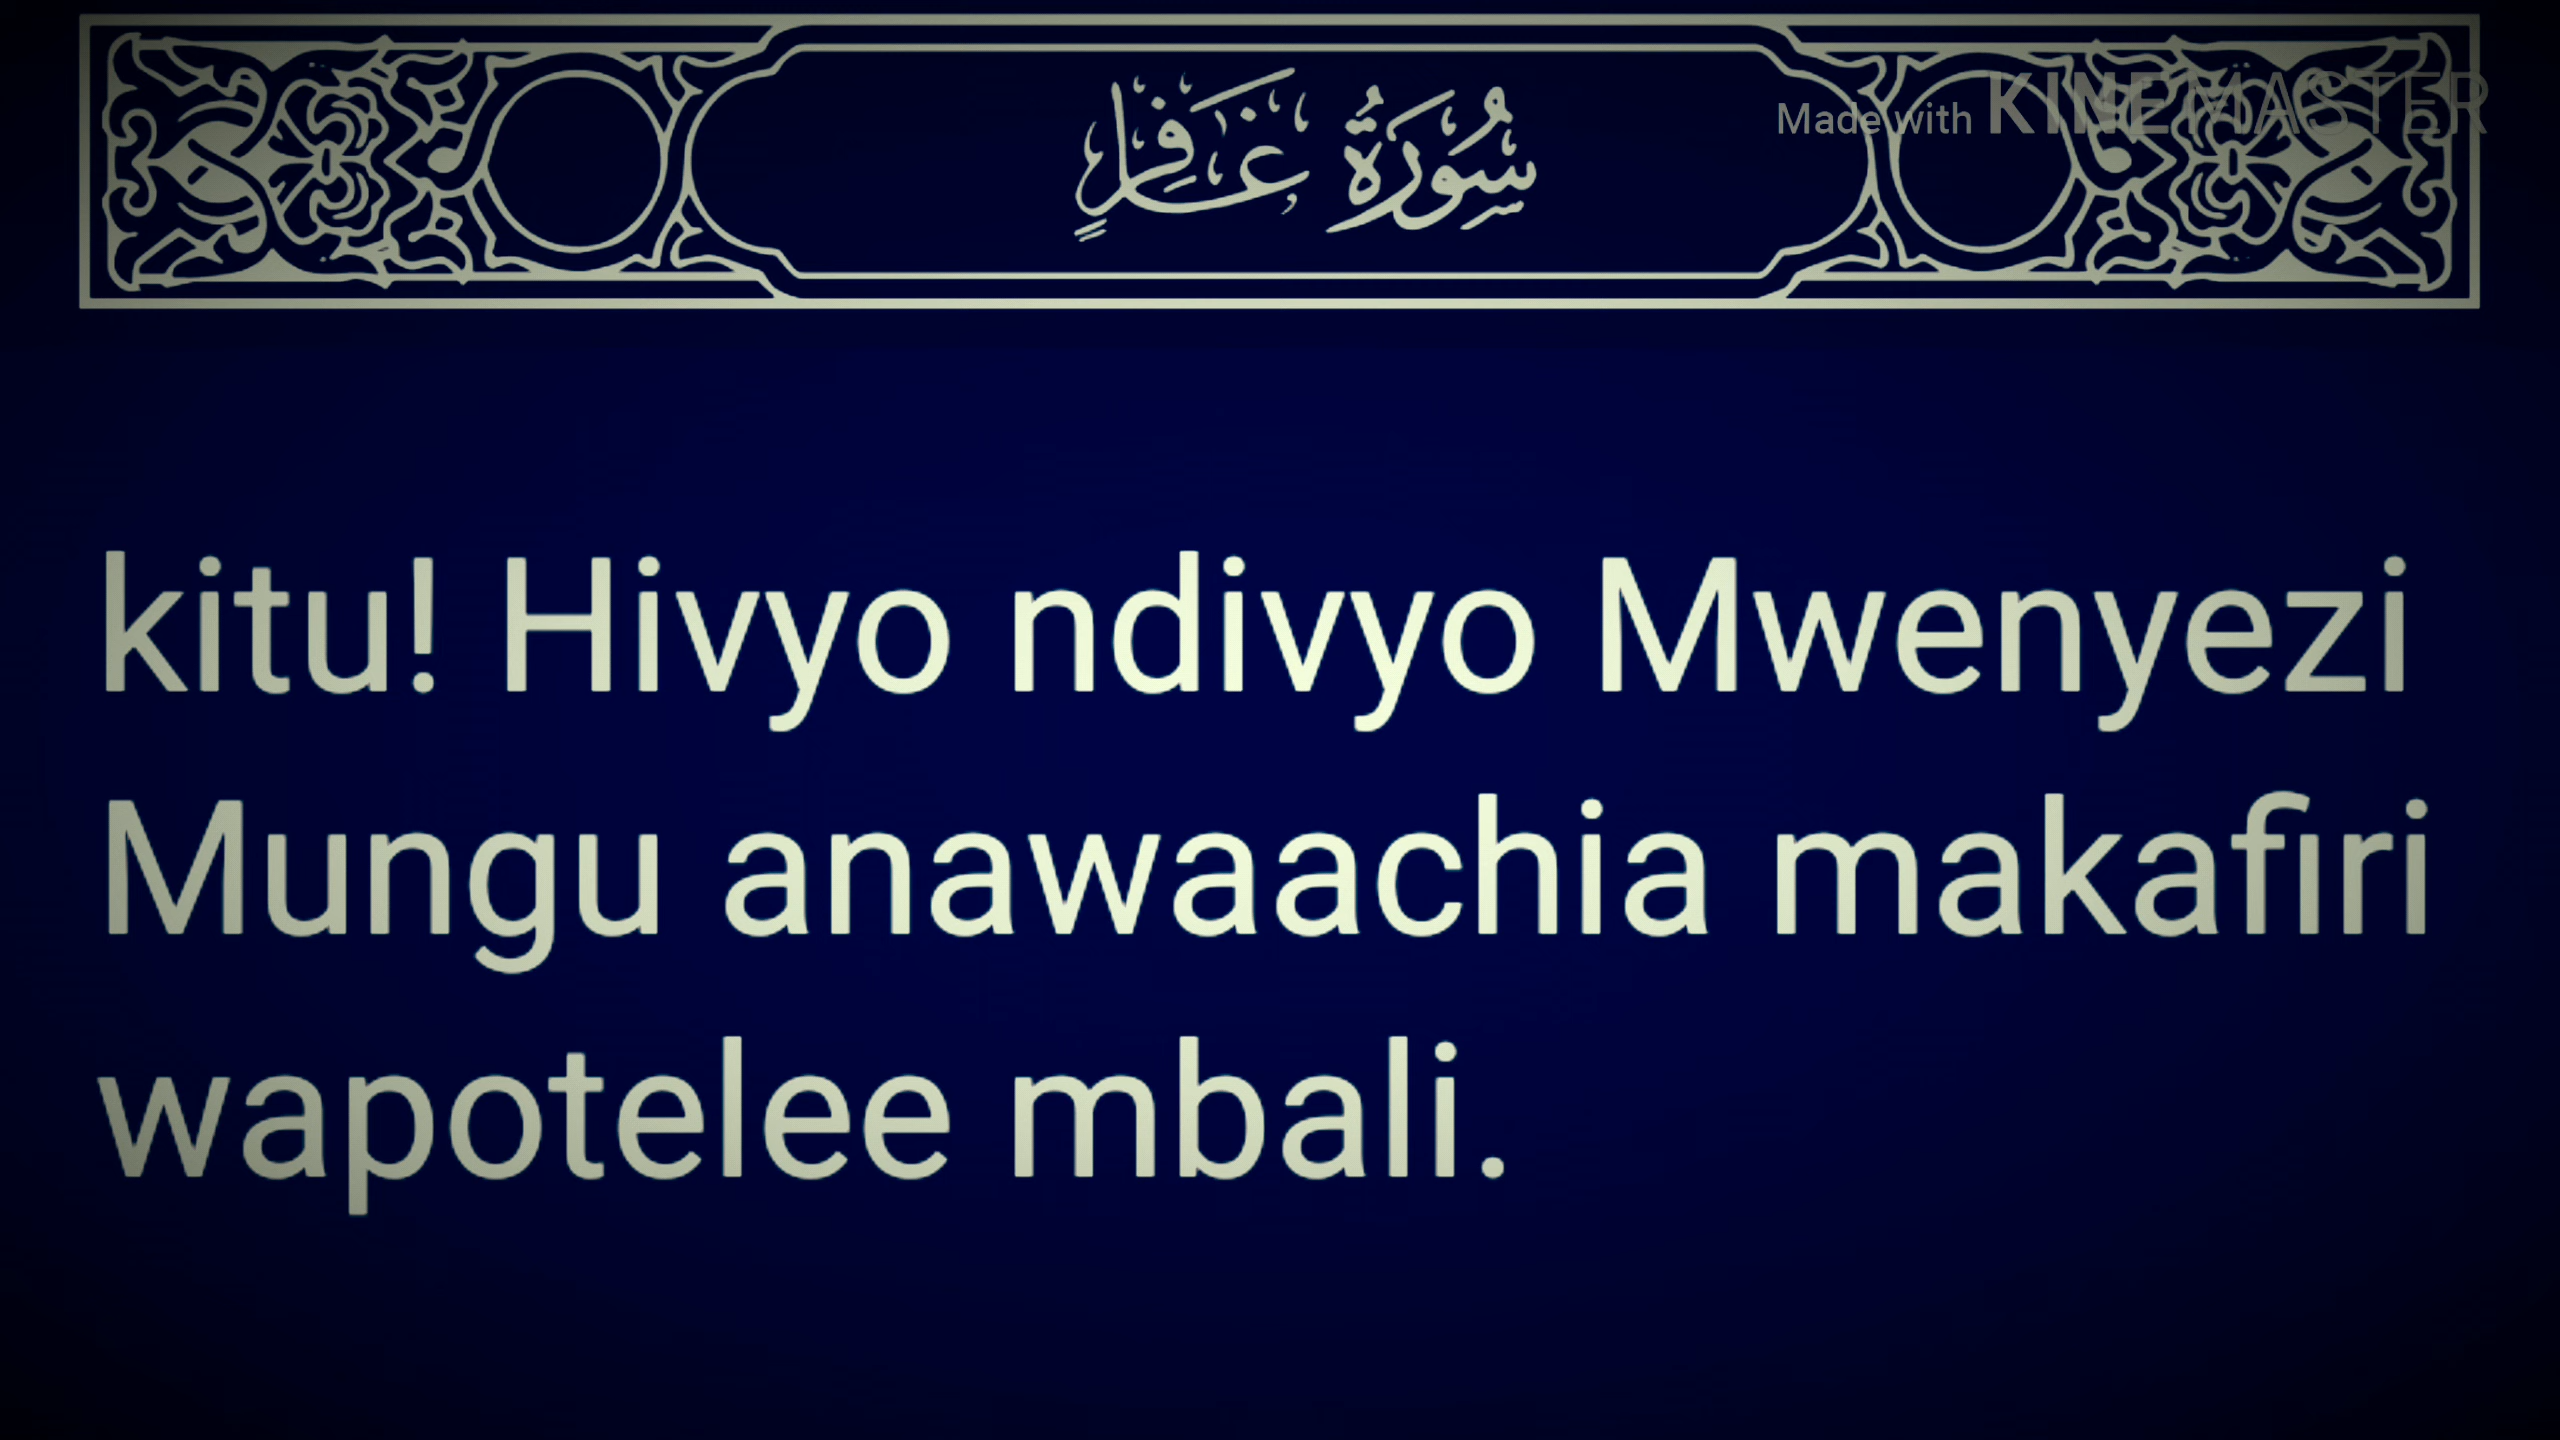 سُورَةُ غَافِرٍ
Made with KINEMASTER
kitu! Hivyo ndivyo Mwenyezi
Mungu anawaachia makafiri
wapotelee mbali.